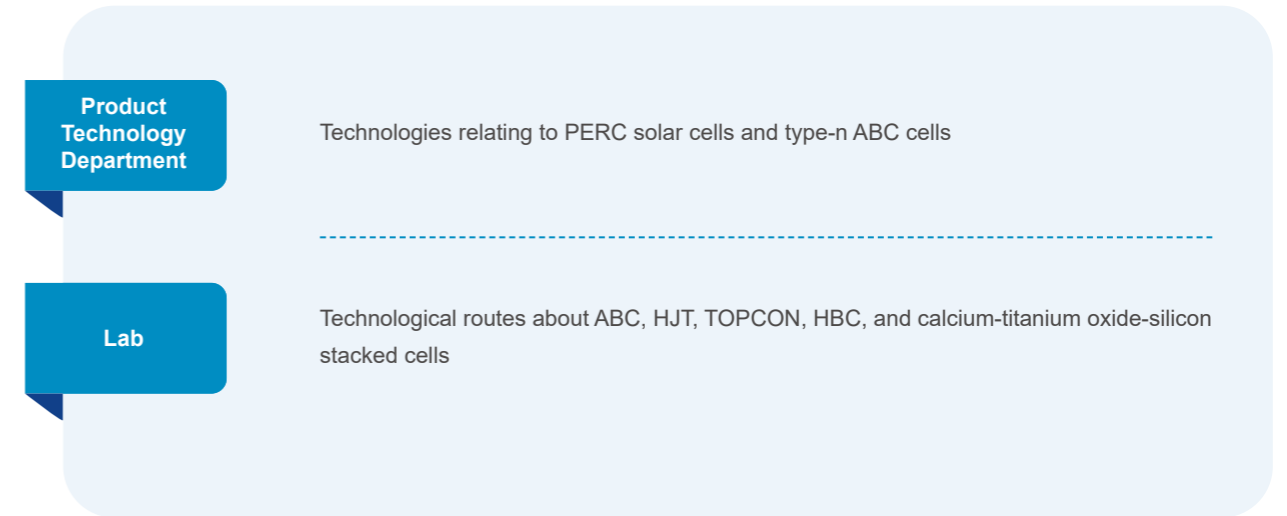 Product
Technology
Department
Technologies relating to PERC solar cells and type-n ABC cells
Lab
Technological routes about ABC, HJT, TOPCON, HBC, and calcium-titanium oxide-silicon
stacked cells